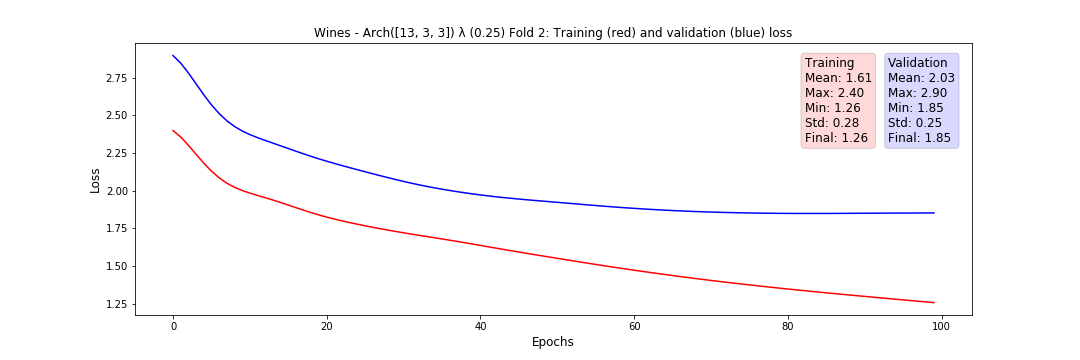 Wines - Arch([13, 3, 3]) λ (0.25) Fold 2: Training (red) and validation (blue) loss
Training
Mean: 1.61
Max: 2.40
Min: 1.26
Std: 0.28
Final: 1.26
Validation
Mean: 2.03
Max: 2.90
Min: 1.85
Std: 0.25
Final: 1.85
Loss
2.75
2.50
2.25
2.00
1.75
1.50
1.25
0
20
40
60
80
100
Epochs